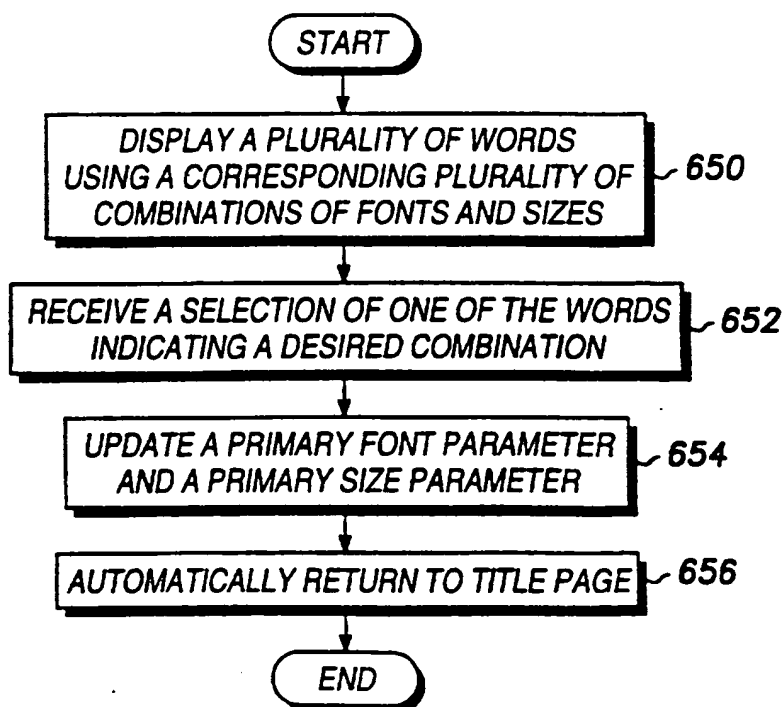 START
DISPLAY A PLURALITY OF WORDS
USING A CORRESPONDING PLURALITY OF
COMBINATIONS OF FONTS AND SIZES
650
RECEIVE A SELECTION OF ONE OF THE WORDS
INDICATING A DESIRED COMBINATION
652
UPDATE A PRIMARY FONT PARAMETER
AND A PRIMARY SIZE PARAMETER
654
AUTOMATICALLY RETURN TO TITLE PAGE
656
END